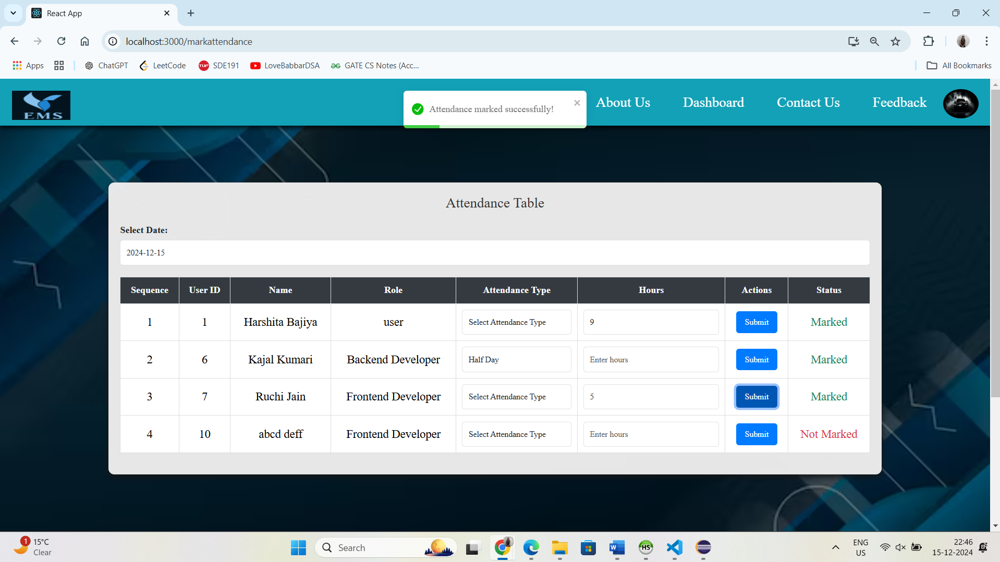 React App
localhost:3000/markattendance
Apps ChatGPT LeetCode TUF SDE191 LoveBabbarDSA GATE CS Notes (Acc... All Bookmarks
EMS Attendance marked successfully! About Us Dashboard Contact Us Feedback
Attendance Table
Select Date:
2024-12-15
Sequence User ID Name Role Attendance Type Hours Actions Status
1 1 Harshita Bajiya user Select Attendance Type 9 Submit Marked
2 6 Kajal Kumari Backend Developer Half Day Enter hours Submit Marked
3 7 Ruchi Jain Frontend Developer Select Attendance Type 5 Submit Marked
4 10 abcd deff Frontend Developer Select Attendance Type Enter hours Submit Not Marked
1 15°C
Clear
Search
W
HS
ENG
US
22:46
15-12-2024